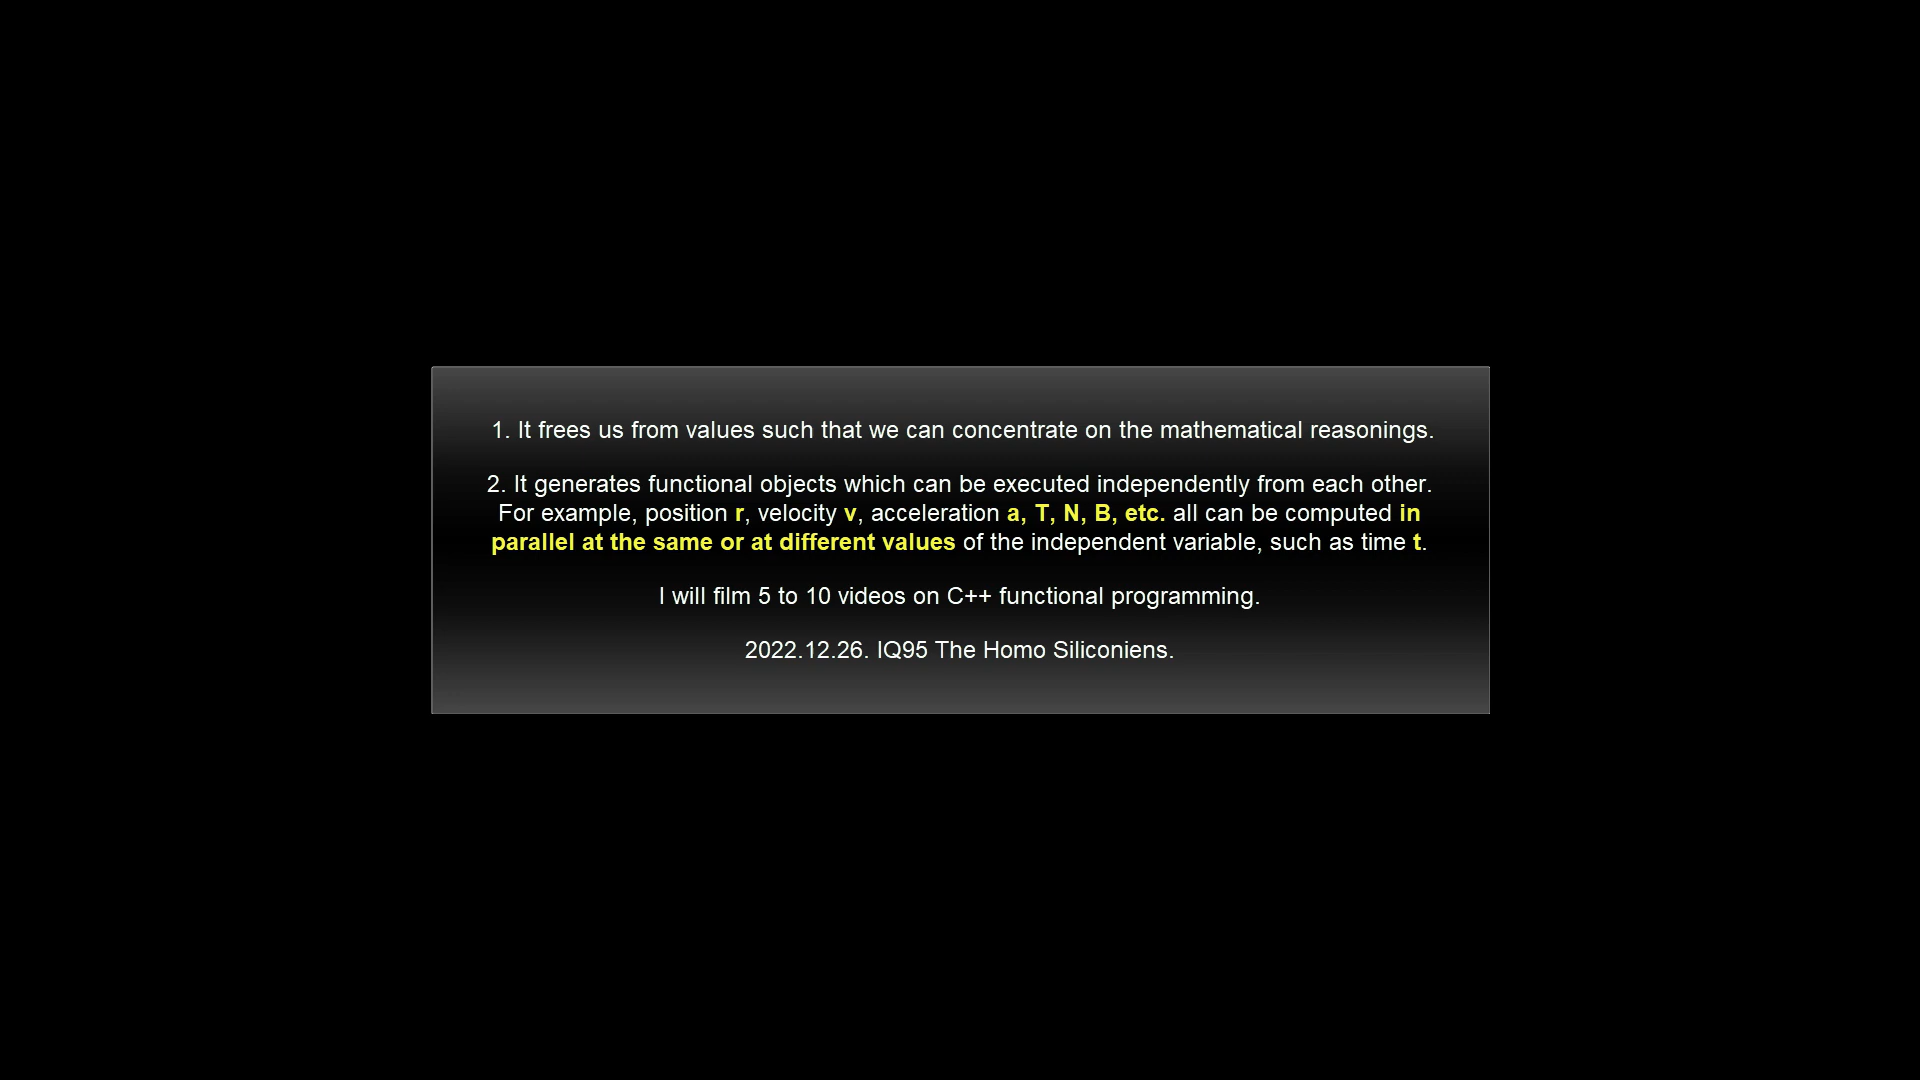 1. It frees us from values such that we can concentrate on the mathematical reasonings.
2. It generates functional objects which can be executed independently from each other.
For example, position r, velocity v, acceleration a, T, N, B, etc. all can be computed in
parallel at the same or at different values of the independent variable, such as time t.
I will film 5 to 10 videos on C++ functional programming.
2022.12.26. IQ95 The Homo Siliconiens.